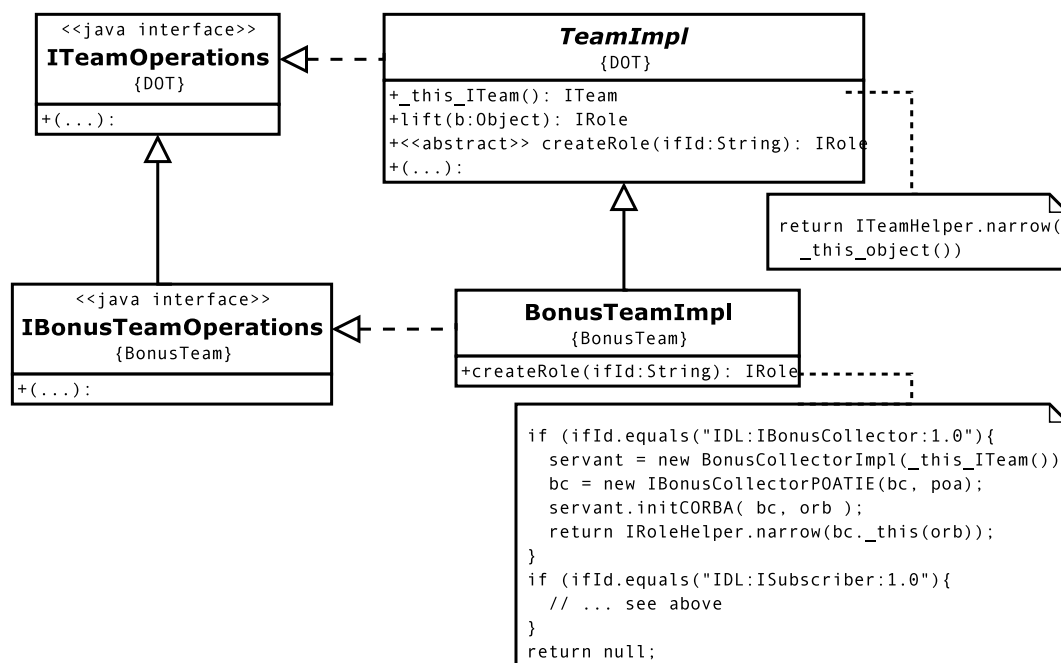 <<java interface>>
ITeamOperations
{DOT}
+(...):
TeamImpl
{DOT}
+_this_ITeam(): ITeam
+lift(b:Object): IRole
+<<abstract>> createRole(ifId:String): IRole
+(...):
return ITeamHelper.narrow(
_this_object())
<<java interface>>
IBonusTeamOperations
{BonusTeam}
+(...):
BonusTeamImpl
{BonusTeam}
+createRole(ifId:String): IRole
if (ifId.equals("IDL:IBonusCollector:1.0"){
servant = new BonusCollectorImpl(_this_ITeam())
bc = new IBonusCollectorPOATIE(bc, poa);
servant.initCORBA( bc, orb );
return IRoleHelper.narrow(bc._this(orb));
}
if (ifId.equals("IDL:ISubscriber:1.0"){
// ... see above
}
return null;